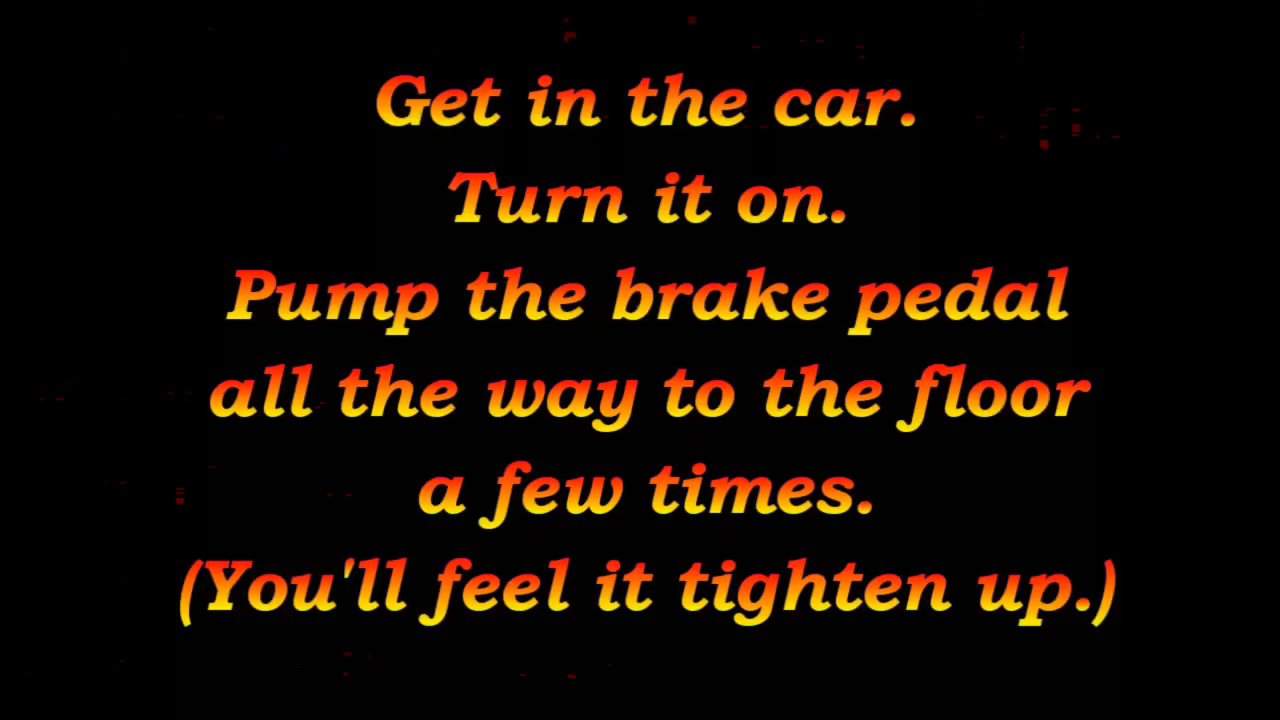 Get in the car.
Turn it on.
Pump the brake pedal
all the way to the floor
a few times.
(You'll feel it tighten up.)